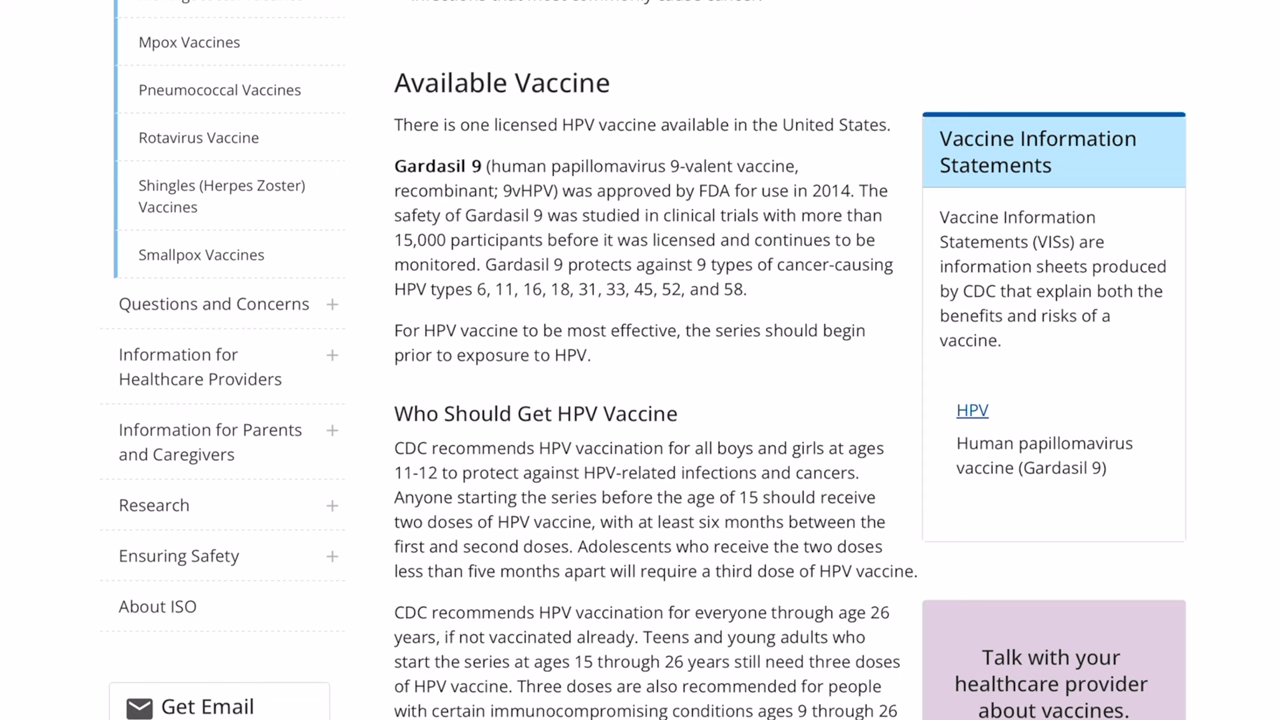 Mpox Vaccines
Pneumococcal Vaccines
Rotavirus Vaccine
Shingles (Herpes Zoster)
Vaccines
Smallpox Vaccines
Questions and Concerns +
Information for +
Healthcare Providers
Information for Parents +
and Caregivers
Research +
Ensuring Safety +
About ISO
Get Email
infections that most commonly cause cancer.
Available Vaccine
There is one licensed HPV vaccine available in the United States.
Gardasil 9 (human papillomavirus 9-valent vaccine,
recombinant; 9vHPV) was approved by FDA for use in 2014. The
safety of Gardasil 9 was studied in clinical trials with more than
15,000 participants before it was licensed and continues to be
monitored. Gardasil 9 protects against 9 types of cancer-causing
HPV types 6, 11, 16, 18, 31, 33, 45, 52, and 58.
For HPV vaccine to be most effective, the series should begin
prior to exposure to HPV.
Who Should Get HPV Vaccine
CDC recommends HPV vaccination for all boys and girls at ages
11-12 to protect against HPV-related infections and cancers.
Anyone starting the series before the age of 15 should receive
two doses of HPV vaccine, with at least six months between the
first and second doses. Adolescents who receive the two doses
less than five months apart will require a third dose of HPV vaccine.
CDC recommends HPV vaccination for everyone through age 26
years, if not vaccinated already. Teens and young adults who
start the series at ages 15 through 26 years still need three doses
of HPV vaccine. Three doses are also recommended for people
with certain immunocompromising conditions ages 9 through 26
Vaccine Information
Statements
Vaccine Information
Statements (VISs) are
information sheets produced
by CDC that explain both the
benefits and risks of a
vaccine.
HPV
Human papillomavirus
vaccine (Gardasil 9)
Talk with your
healthcare provider
about vaccines.